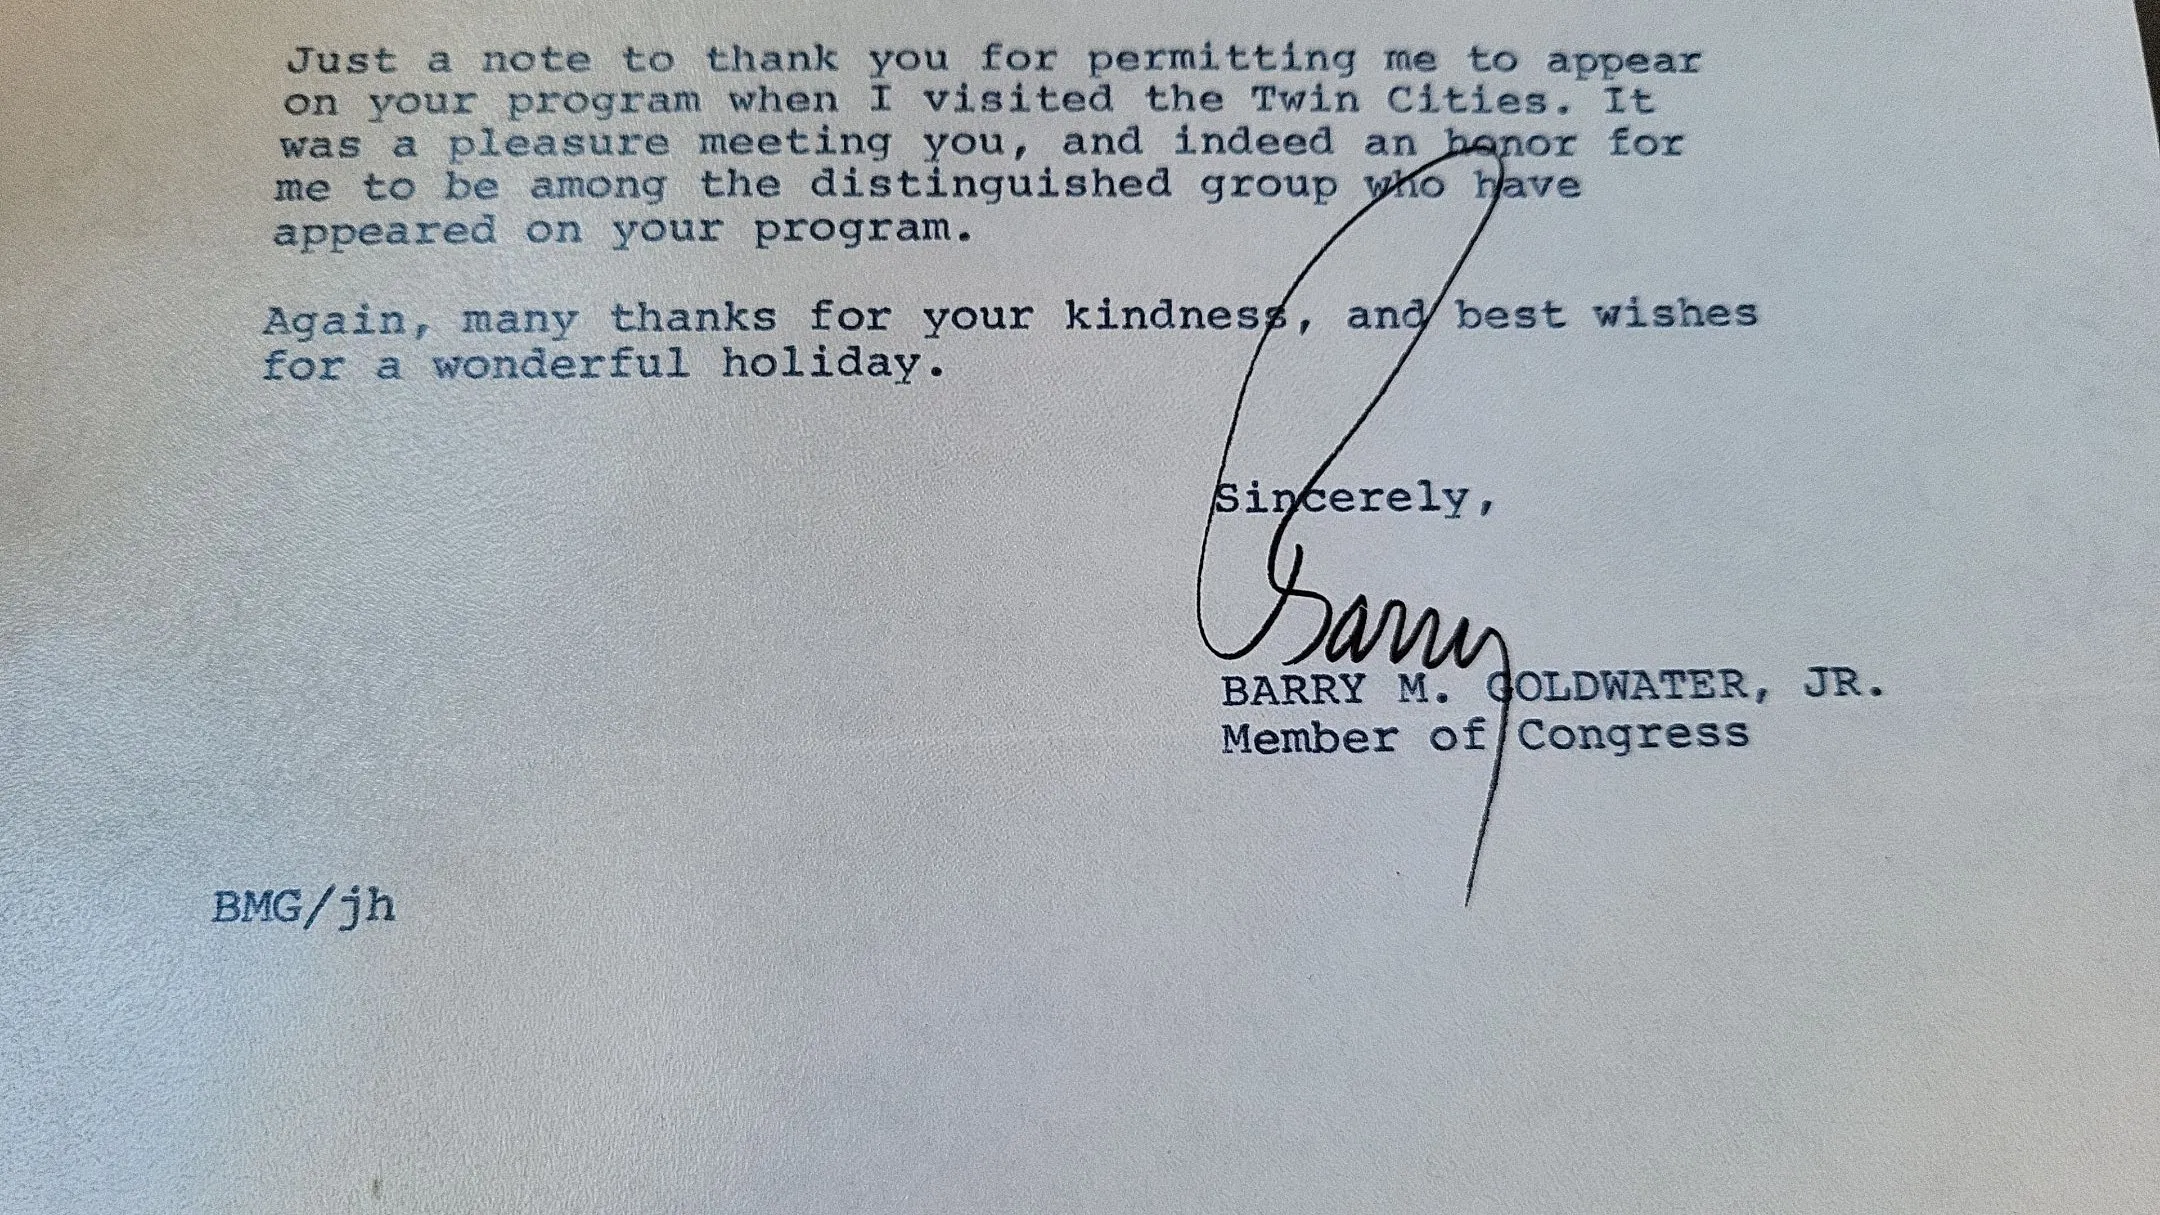 Just a note to thank you for permitting me to appear
on your program when I visited the Twin Cities. It
was a pleasure meeting you, and indeed an honor for
me to be among the distinguished group who have
appeared on your program.
Again, many thanks for your kindness, and best wishes
for a wonderful holiday.
Sincerely,
Barry
BARRY M. GOLDWATER, JR.
Member of Congress
BMG/jh